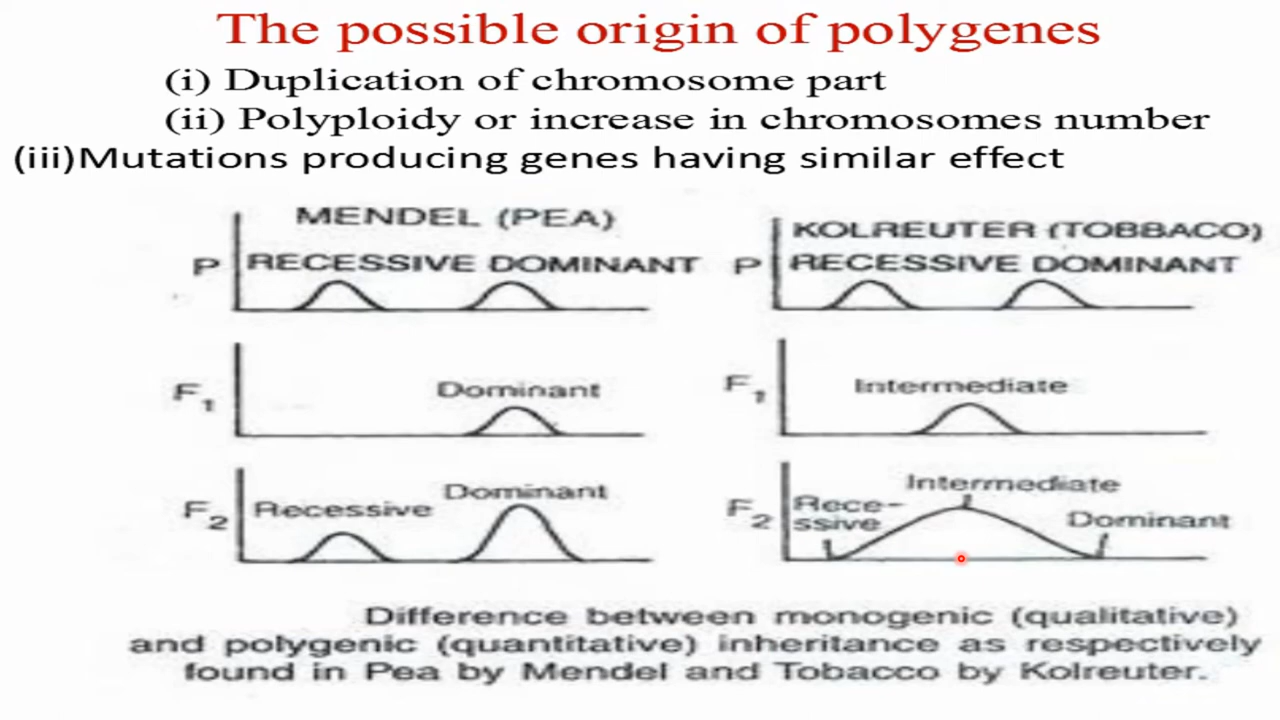 The possible origin of polygenes
(i) Duplication of chromosome part
(ii) Polyploidy or increase in chromosomes number
(iii)Mutations producing genes having similar effect
MENDEL (PEA)
P RECESSIVE DOMINANT
F1 Dominant
F2 Recessive Dominant
KOLREUTER (TOBBACO)
P RECESSIVE DOMINANT
F1 Intermediate
Intermediate
F2 Rece-
ssive
Dominant
Difference between monogenic (qualitative)
and polygenic (quantitative) inheritance as respectively
found in Pea by Mendel and Tobacco by Kolreuter.